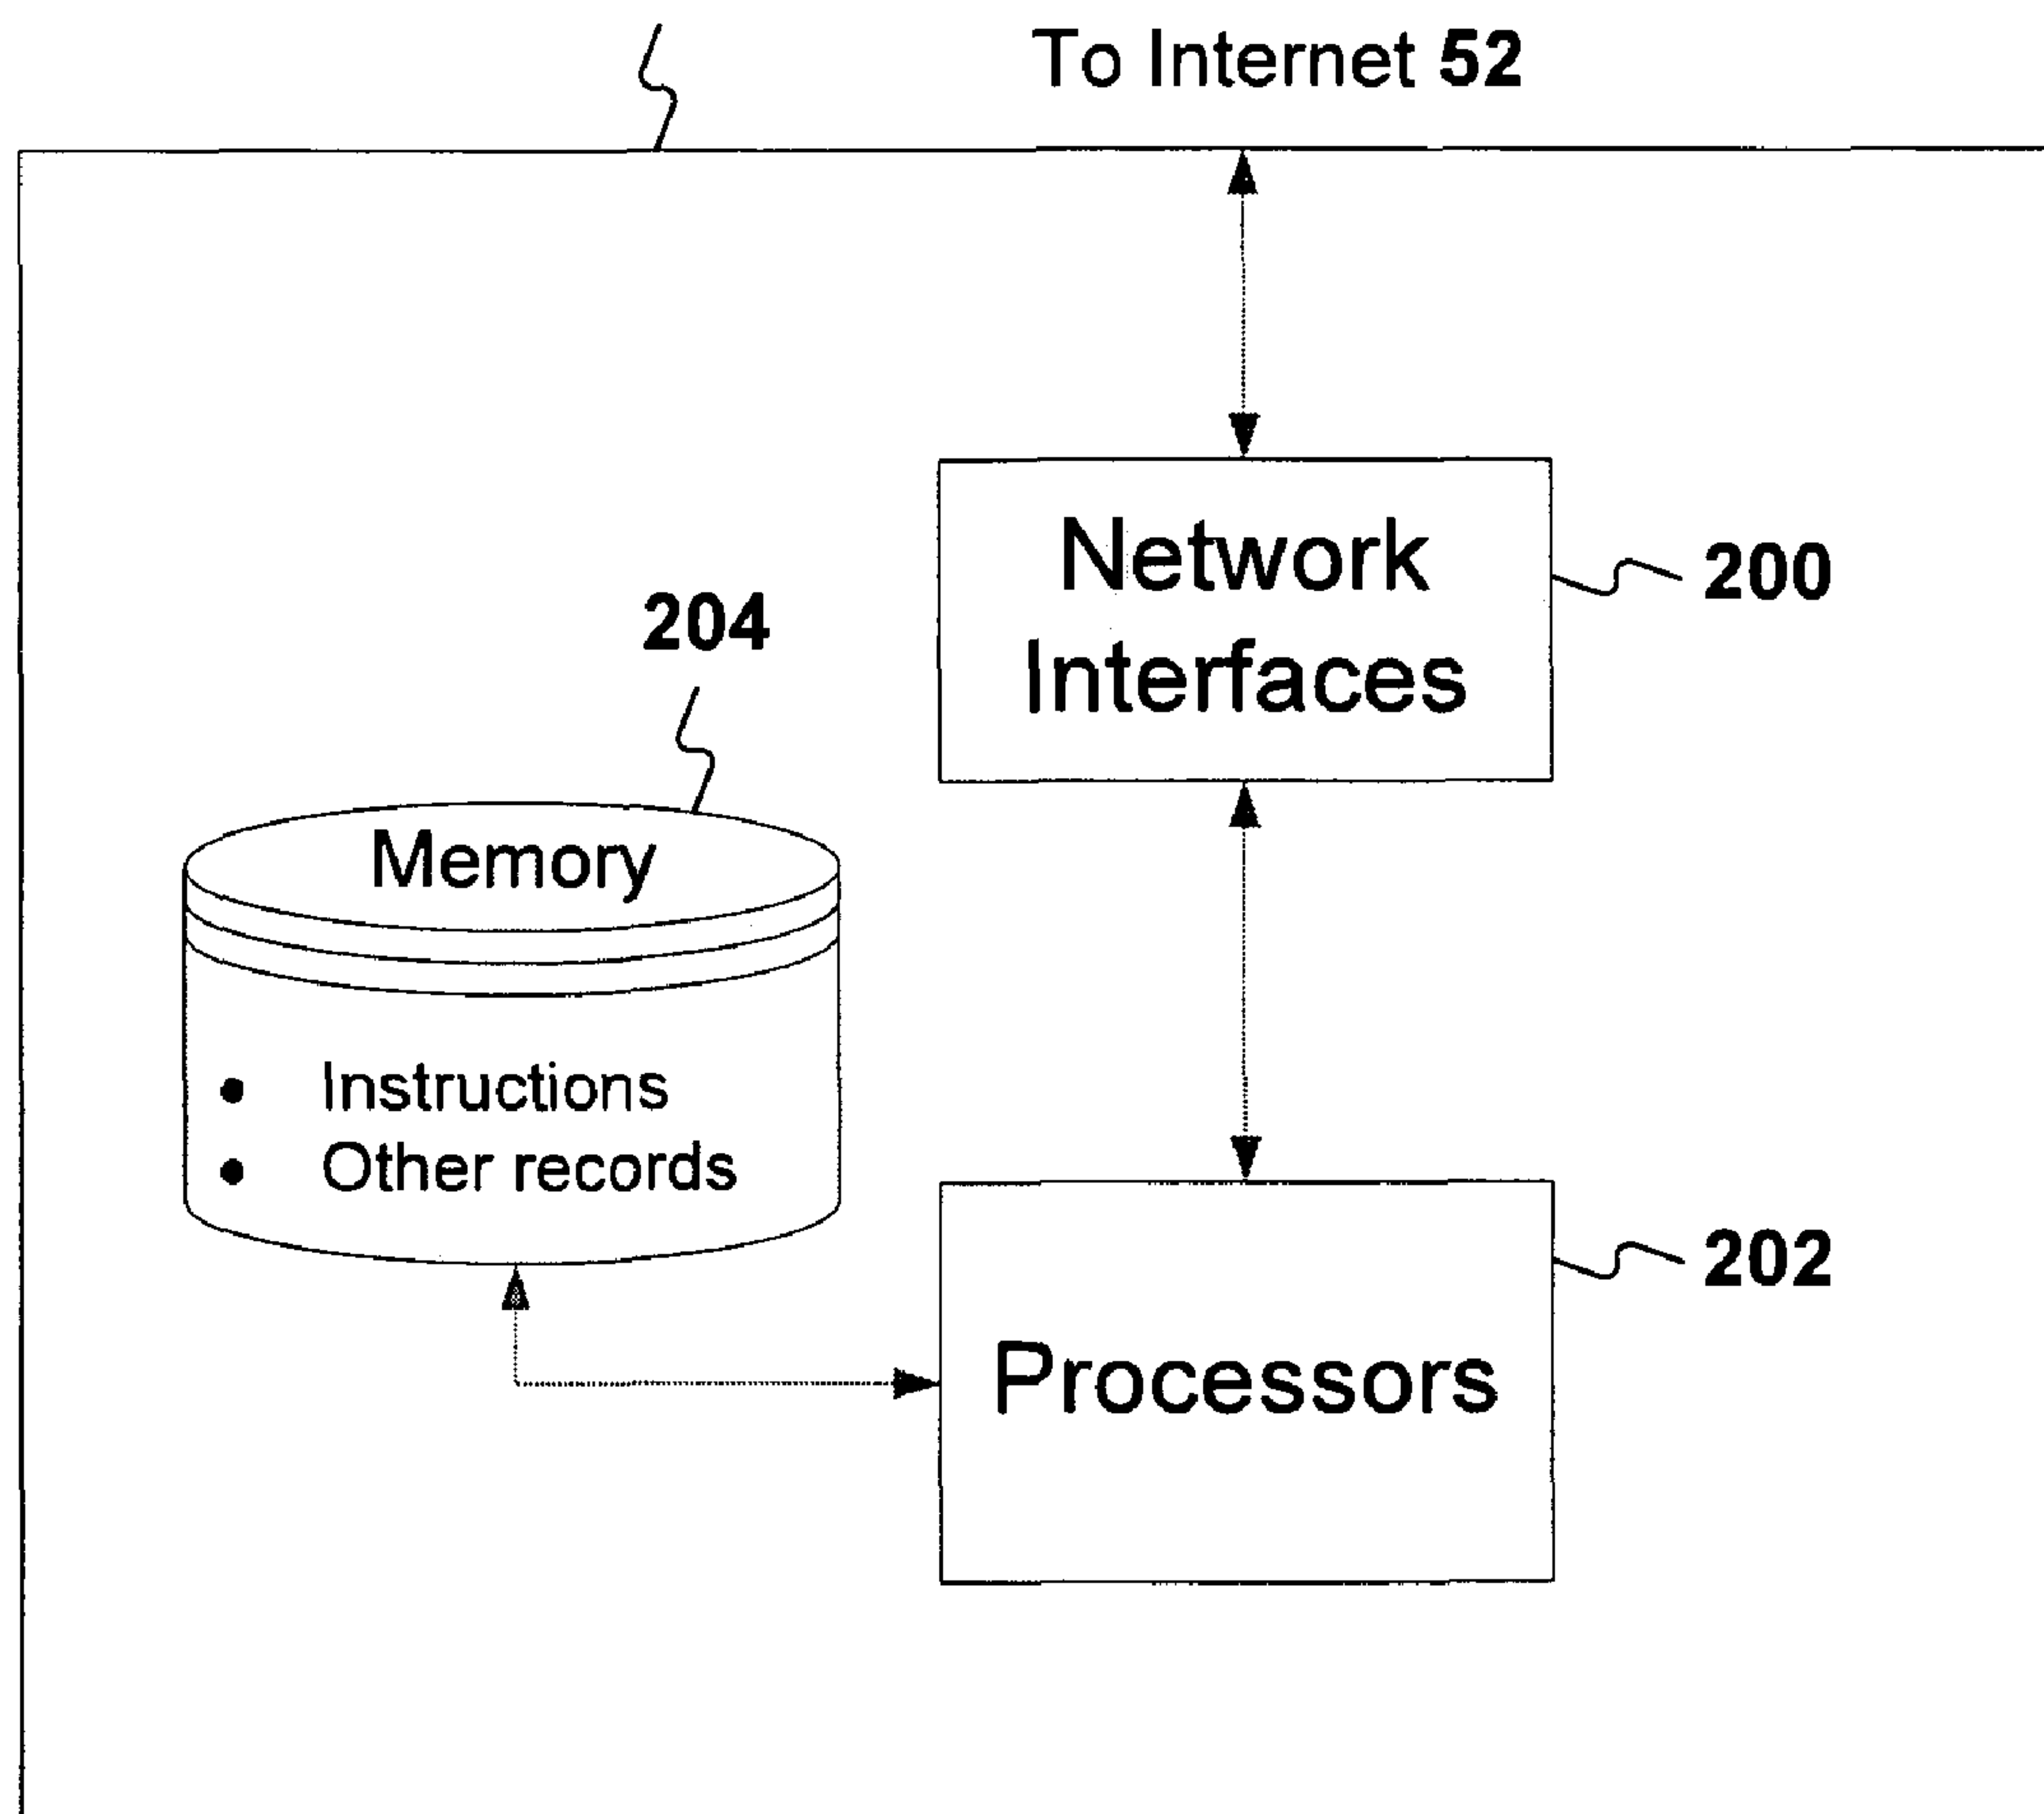 To Internet 52
Network
Interfaces
200
204
Memory
• Instructions
• Other records
202
Processors